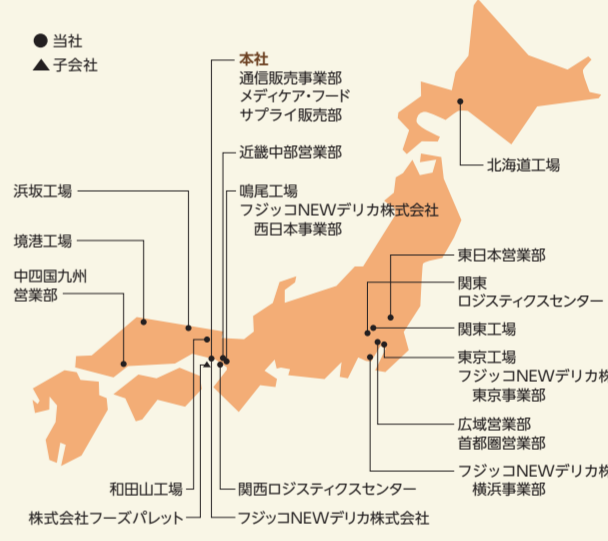 ● 当社
▲ 子会社
本社
通信販売事業部
メディケア・フード
サプライ販売部
近畿中部営業部
鳴尾工場
フジッコNEWデリカ株式会社
西日本事業部
北海道工場
浜坂工場
境港工場
中四国九州
営業部
東日本営業部
関東
ロジスティクスセンター
関東工場
東京工場
フジッコNEWデリカ株
東京事業部
広域営業部
首都圏営業部
フジッコNEWデリカ株
横浜事業部
和田山工場
関西ロジスティクスセンター
株式会社フーズパレット
フジッコNEWデリカ株式会社